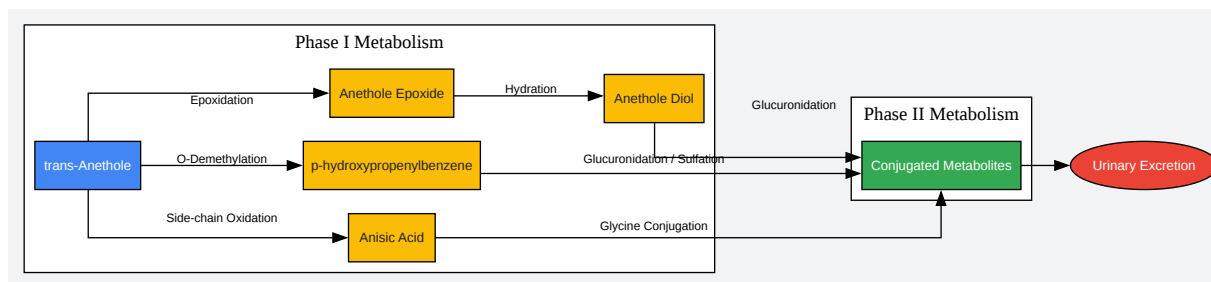 Phase I Metabolism
Epoxidation
Anethole Epoxide
Hydration
Anethole Diol
Glucuronidation
Phase II Metabolism
trans-Anethole
O-Demethylation
p-hydroxypropenylbenzene
Glucuronidation / Sulfation
Conjugated Metabolites
Urinary Excretion
Side-chain Oxidation
Anisic Acid
Glycine Conjugation